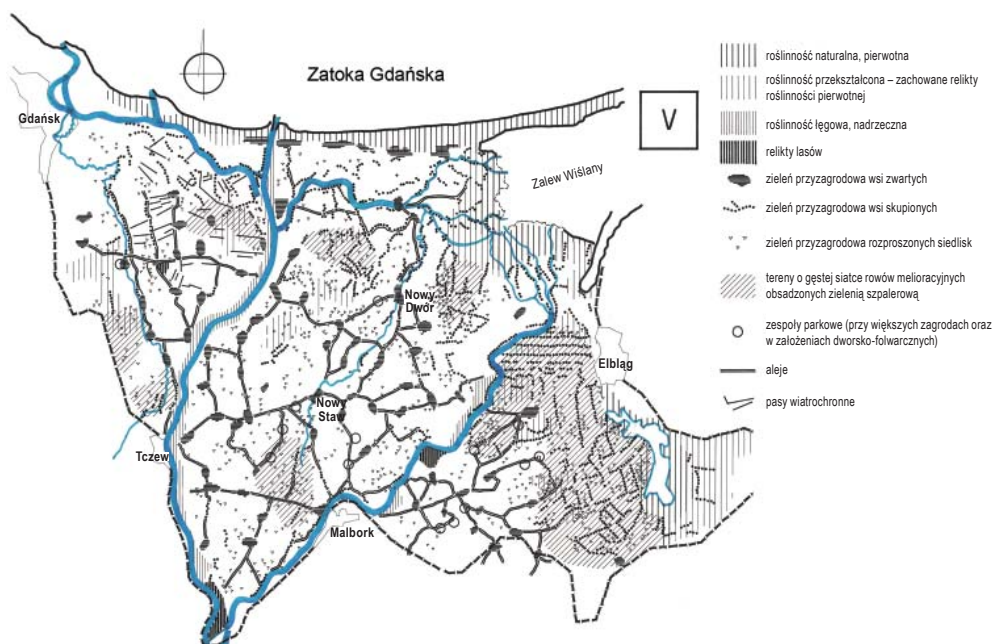 Zatoka Gdańska
Gdańsk
Zalew Wiślany
Nowy
Dwór
Elbląg
Nowy
Staw
Tczew
Malbork
V
roślinność naturalna, pierwotna
roślinność przekształcona – zachowane relikty
roślinności pierwotnej
roślinność łęgowa, nadrzeczna
relikty lasów
zieleń przyzagrodowa wsi zwartych
zieleń przyzagrodowa wsi skupionych
zieleń przyzagrodowa rozproszonych siedlisk
tereny o gęstej siatce rowów melioracyjnych
obsadzonych zielenią szpalerową
zespoły parkowe (przy większych zagrodach oraz
w założeniach dworsko-folwarcznych)
aleje
pasy wiatrochronne